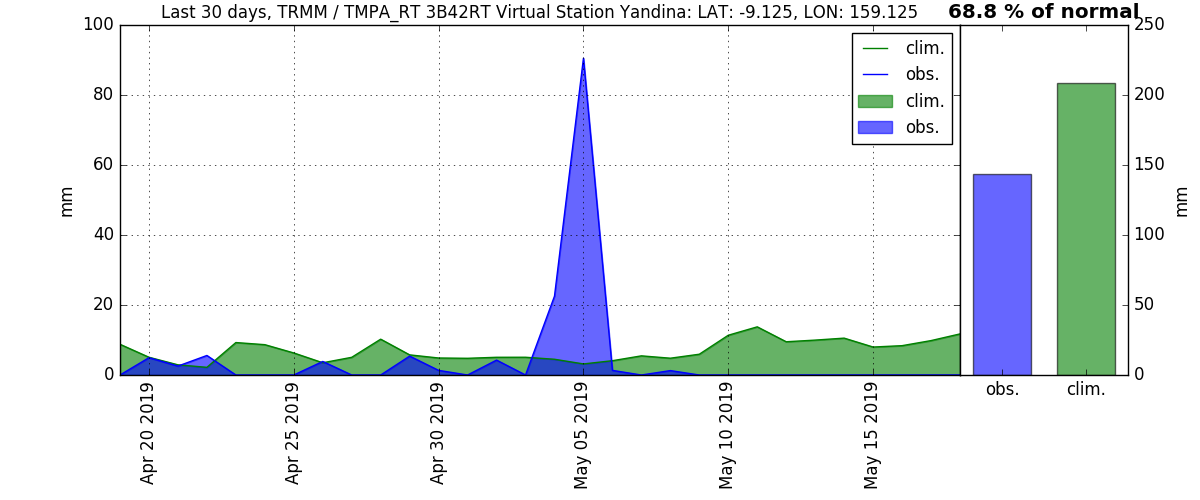 Last 30 days, TRMM / TMPA_RT 3B42RT Virtual Station Yandina: LAT: -9.125, LON: 159.125
68.8 % of normal
100
80
60
40
20
0
mm
clim.
obs.
clim.
obs.
250
200
150
100
50
0
mm
Apr 20 2019
Apr 25 2019
Apr 30 2019
May 05 2019
May 10 2019
May 15 2019
obs.
clim.